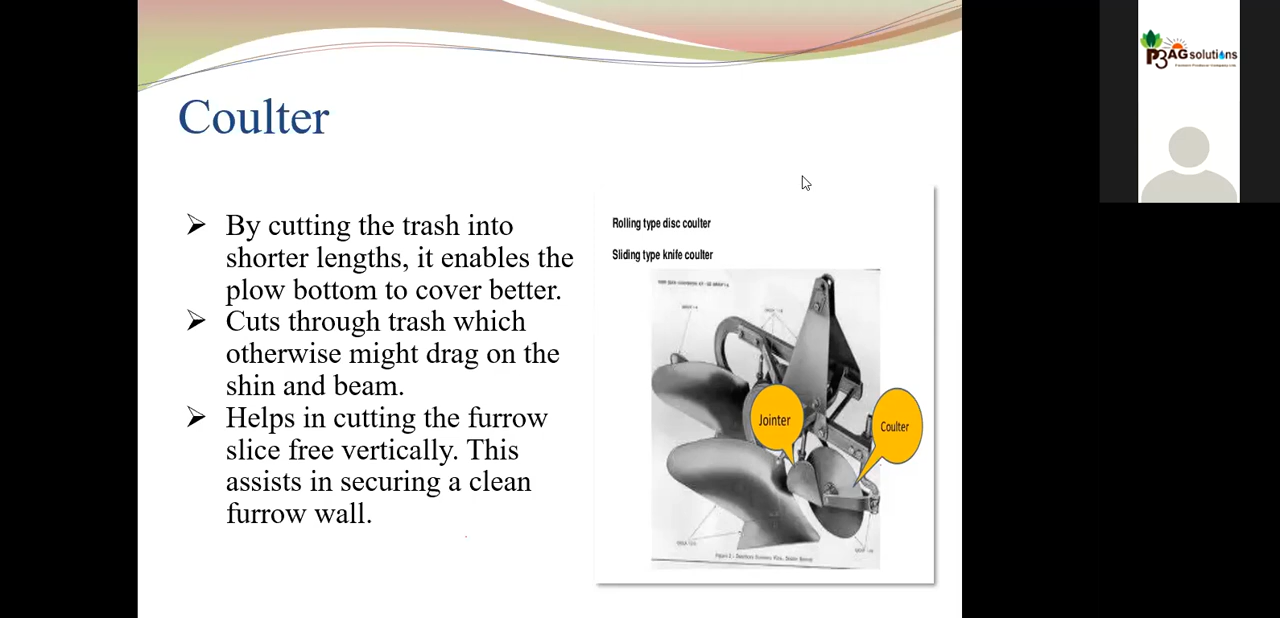 P3AGsolutions
Coulter
➢ By cutting the trash into
shorter lengths, it enables the
plow bottom to cover better.
➢ Cuts through trash which
otherwise might drag on the
shin and beam.
➢ Helps in cutting the furrow
slice free vertically. This
assists in securing a clean
furrow wall.
Rolling type disc coulter
Sliding type knife coulter
Jointer
Coulter